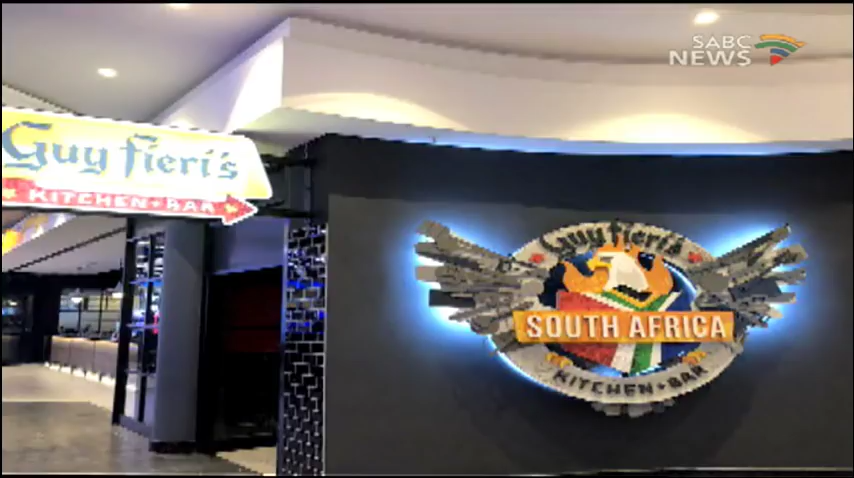 SABC
NEWS
Guy Fieri's
KITCHEN + BAR
Guy Fieri's
SOUTH AFRICA
KITCHEN + BAR